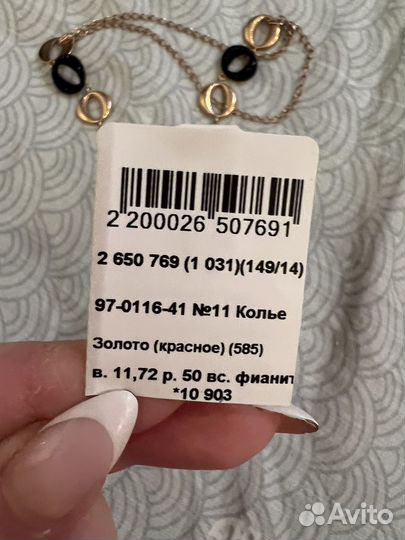 2 200026 507691
2 650 769 (1 031)(149/14)
97-0116-41 №11 Колье
Золото (красное) (585)
в. 11,72 р. 50 вс. фианит
*10 903
Avito